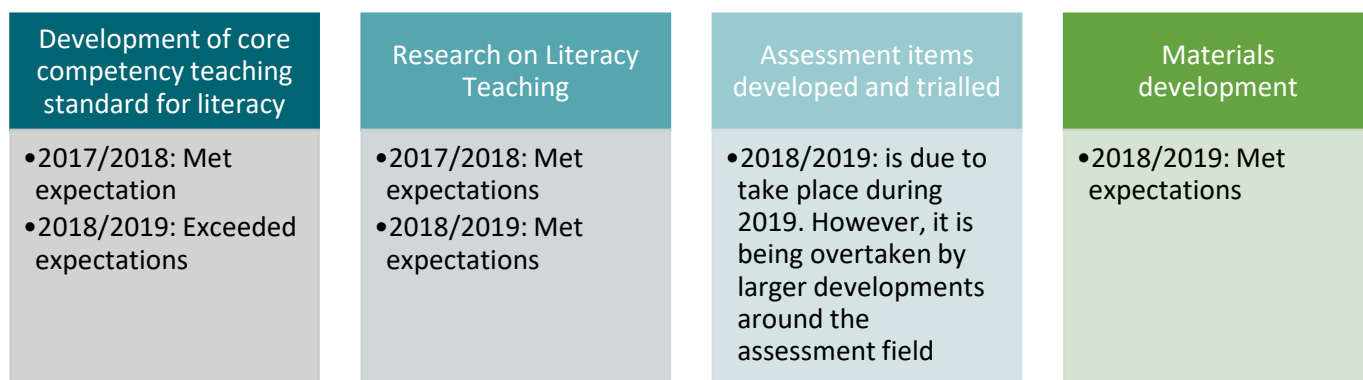 Development of core
competency teaching
standard for literacy
•2017/2018: Met
expectation
•2018/2019: Exceeded
expectations
Research on Literacy
Teaching
•2017/2018: Met
expectations
•2018/2019: Met
expectations
Assessment items
developed and trialled
•2018/2019: is due to
take place during
2019. However, it is
being overtaken by
larger developments
around the
assessment field
Materials
development
•2018/2019: Met
expectations